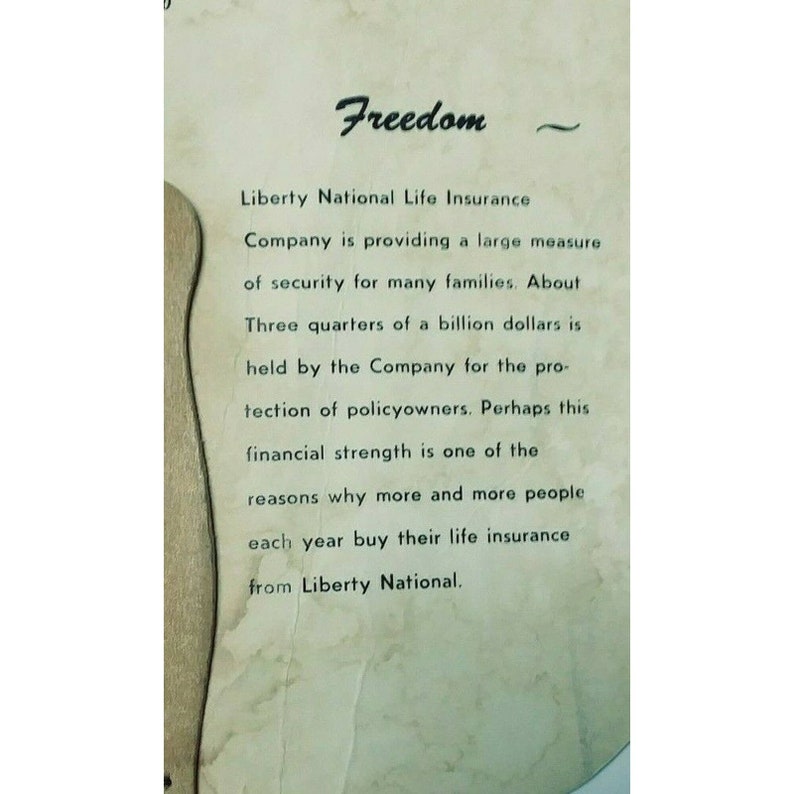 Freedom ~
Liberty National Life Insurance
Company is providing a large measure
of security for many families. About
Three quarters of a billion dollars is
held by the Company for the pro-
tection of policyowners. Perhaps this
financial strength is one of the
reasons why more and more people
each year buy their life insurance
from Liberty National.